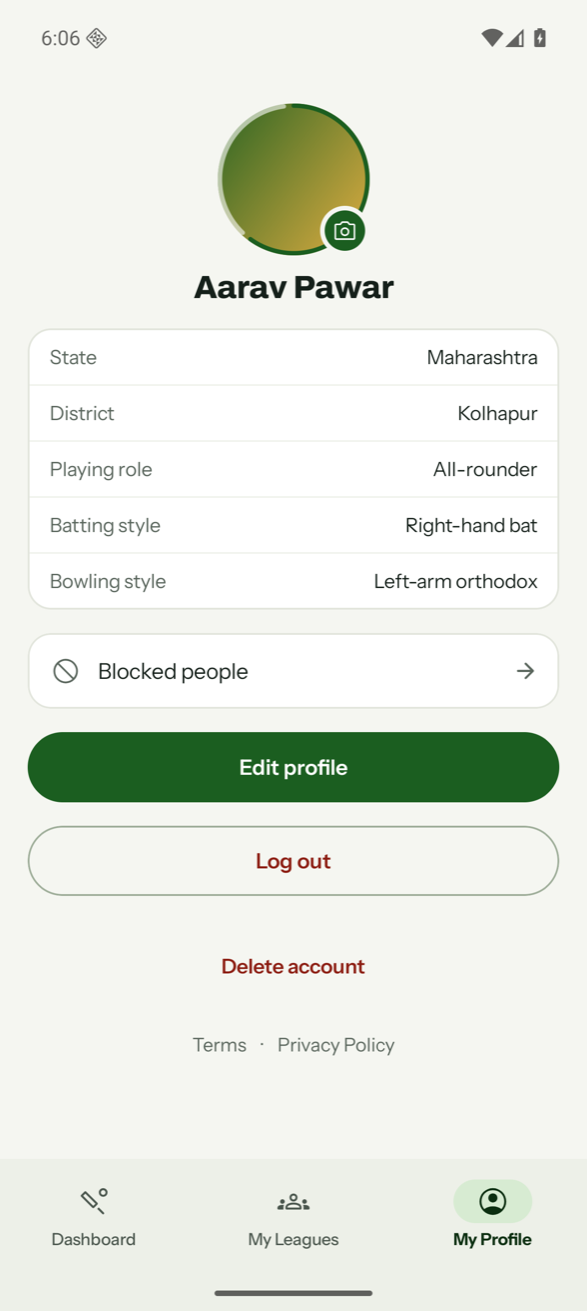 6:06
Aarav Pawar
State Maharashtra
District Kolhapur
Playing role All-rounder
Batting style Right-hand bat
Bowling style Left-arm orthodox
Blocked people
Edit profile
Log out
Delete account
Terms · Privacy Policy
Dashboard My Leagues My Profile